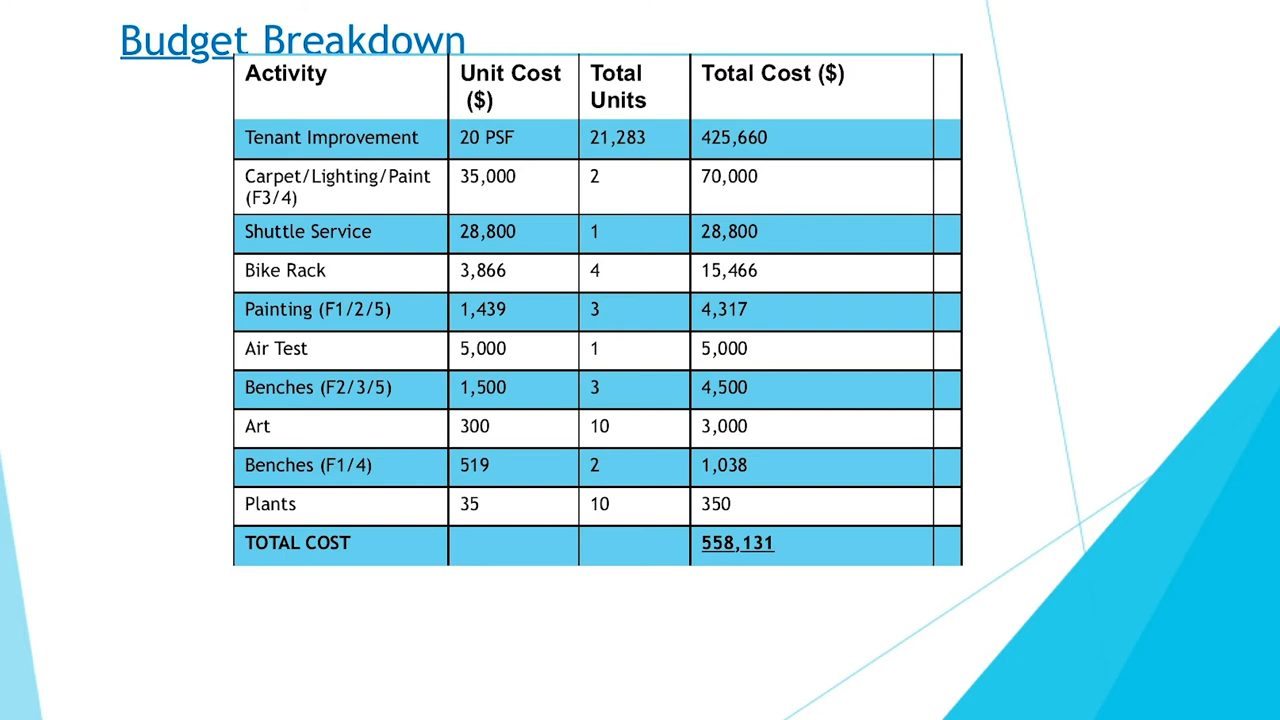 Budget Breakdown
Activity Unit Cost ($) Total Units Total Cost ($)
Tenant Improvement 20 PSF 21,283 425,660
Carpet/Lighting/Paint (F3/4) 35,000 2 70,000
Shuttle Service 28,800 1 28,800
Bike Rack 3,866 4 15,466
Painting (F1/2/5) 1,439 3 4,317
Air Test 5,000 1 5,000
Benches (F2/3/5) 1,500 3 4,500
Art 300 10 3,000
Benches (F1/4) 519 2 1,038
Plants 35 10 350
TOTAL COST 558,131